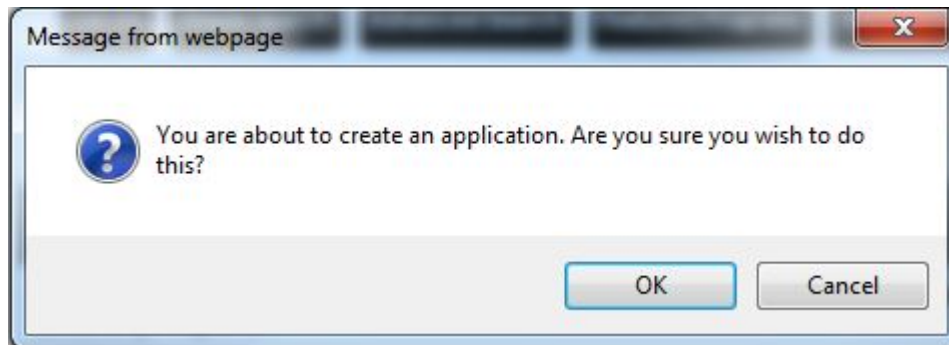 Message from webpage
You are about to create an application. Are you sure you wish to do
this?
OK
Cancel